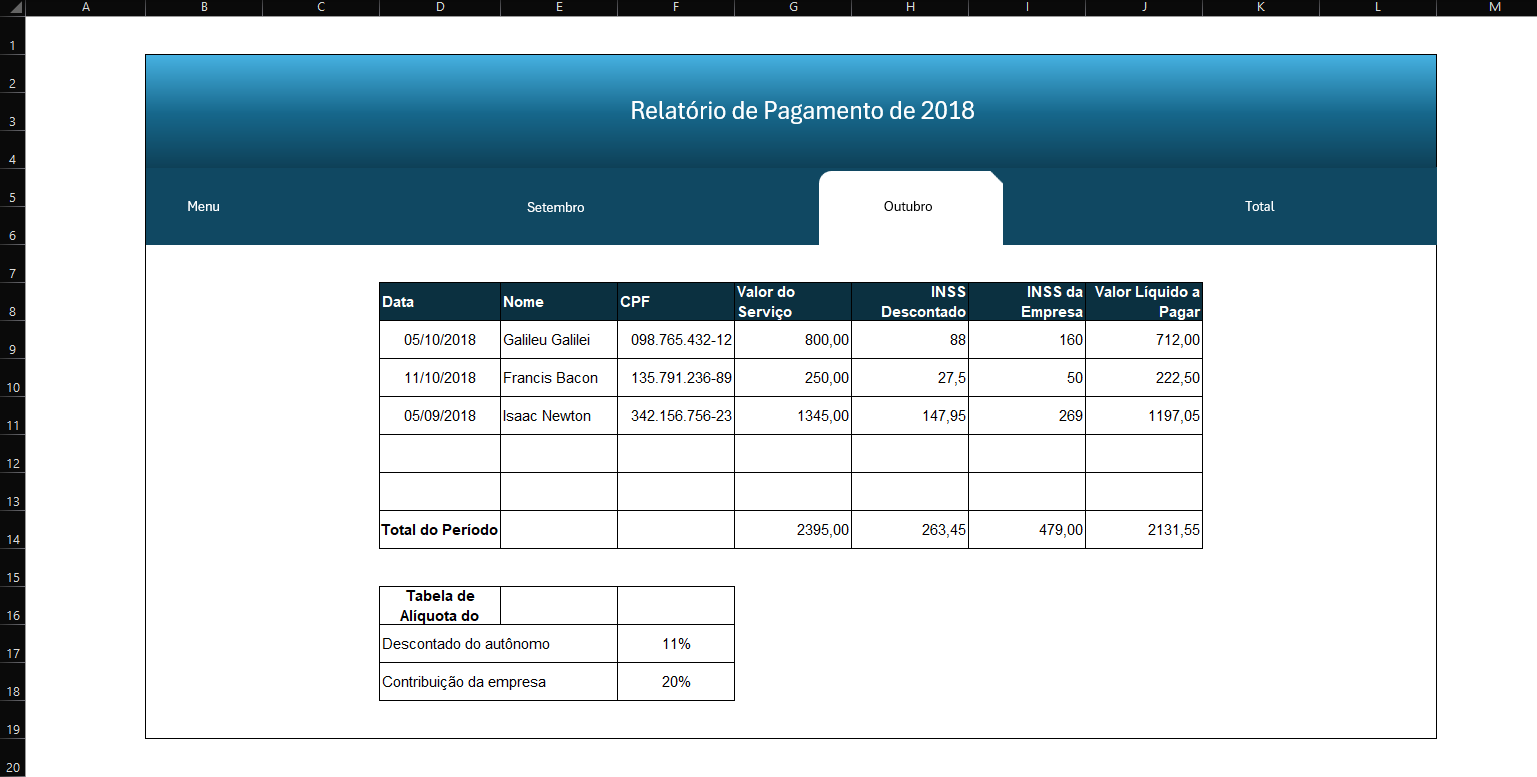 A B C D E F G H I J K L M
1
2
Relatório de Pagamento de 2018
3
4
5
Menu Setembro Outubro Total
6
7
Data Nome CPF Valor do Serviço INSS Descontado INSS da Empresa Valor Líquido a Pagar
8
05/10/2018 Galileu Galilei 098.765.432-12 800,00 88 160 712,00
9
11/10/2018 Francis Bacon 135.791.236-89 250,00 27,5 50 222,50
10
05/09/2018 Isaac Newton 342.156.756-23 1345,00 147,95 269 1197,05
11
12
13
Total do Período 2395,00 263,45 479,00 2131,55
14
15
Tabela de
Alíquota do
16
Descontado do autônomo 11%
17
Contribuição da empresa 20%
18
19
20